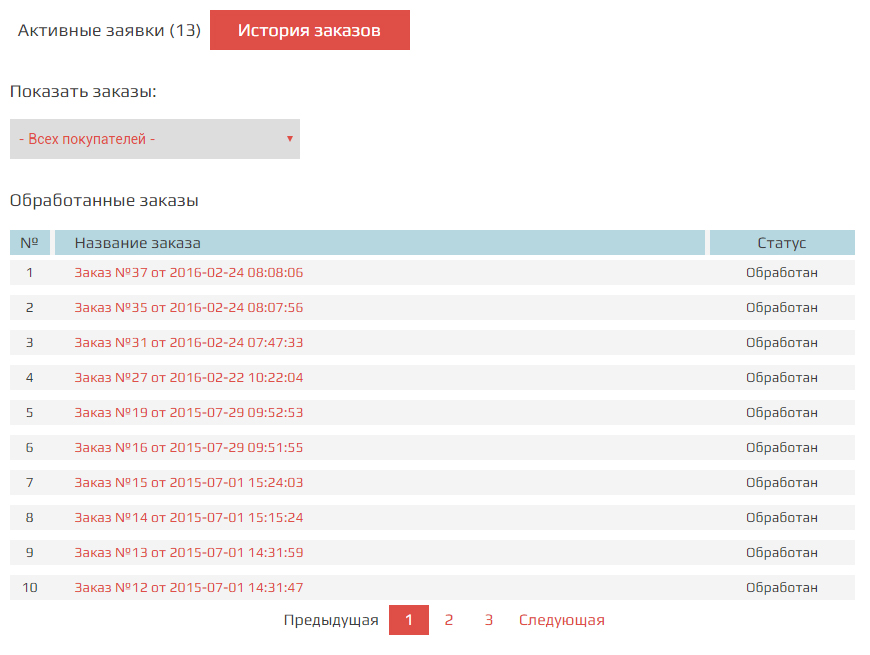 Активные заявки (13) История заказов
Показать заказы:
- Всех покупателей -
Обработанные заказы
№ Название заказа Статус
1 Заказ №37 от 2016-02-24 08:08:06 Обработан
2 Заказ №35 от 2016-02-24 08:07:56 Обработан
3 Заказ №31 от 2016-02-24 07:47:33 Обработан
4 Заказ №27 от 2016-02-22 10:22:04 Обработан
5 Заказ №19 от 2015-07-29 09:52:53 Обработан
6 Заказ №16 от 2015-07-29 09:51:55 Обработан
7 Заказ №15 от 2015-07-01 15:24:03 Обработан
8 Заказ №14 от 2015-07-01 15:15:24 Обработан
9 Заказ №13 от 2015-07-01 14:31:59 Обработан
10 Заказ №12 от 2015-07-01 14:31:47 Обработан
Предыдущая 1 2 3 Следующая